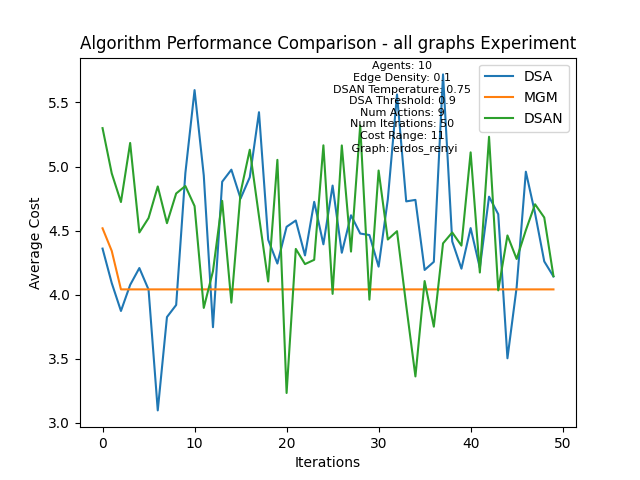 Algorithm Performance Comparison - all graphs Experiment
Agents: 10
Edge Density: 0.1
DSAN Temperature: 0.75
DSA Threshold: 0.9
Num Actions: 9
Num Iterations: 50
Cost Range: 11
Graph: erdos_renyi
DSA
MGM
DSAN
Average Cost
5.5
5.0
4.5
4.0
3.5
3.0
0
10
20
30
40
50
Iterations